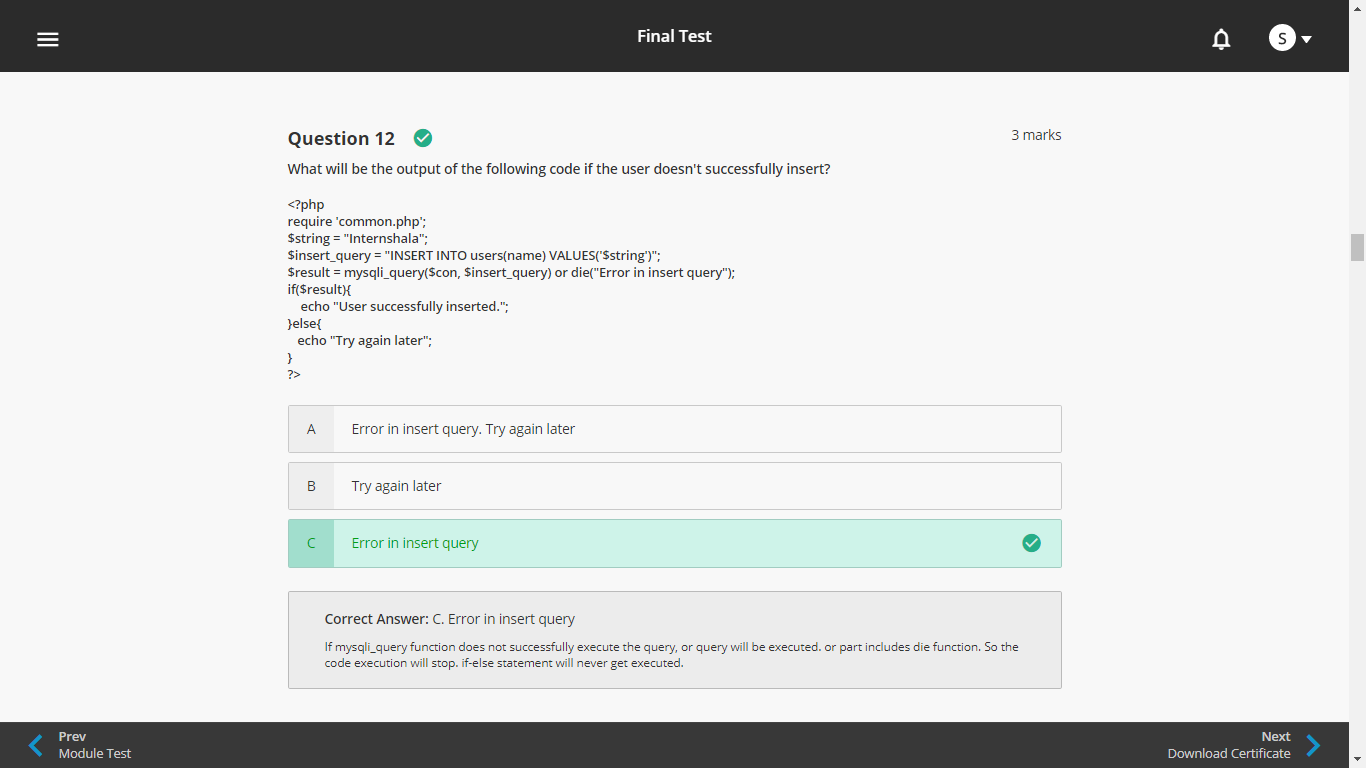 Final Test
S
Question 12
3 marks
What will be the output of the following code if the user doesn't successfully insert?
<?php
require 'common.php';
$string = "Internshala";
$insert_query = "INSERT INTO users(name) VALUES('$string')";
$result = mysqli_query($con, $insert_query) or die("Error in insert query");
if($result){
echo "User successfully inserted.";
}else{
echo "Try again later";
}
?>
A Error in insert query. Try again later
B Try again later
C Error in insert query
Correct Answer: C. Error in insert query
If mysqli_query function does not successfully execute the query, or query will be executed. or part includes die function. So the
code execution will stop. if-else statement will never get executed.
Prev
Module Test
Next
Download Certificate